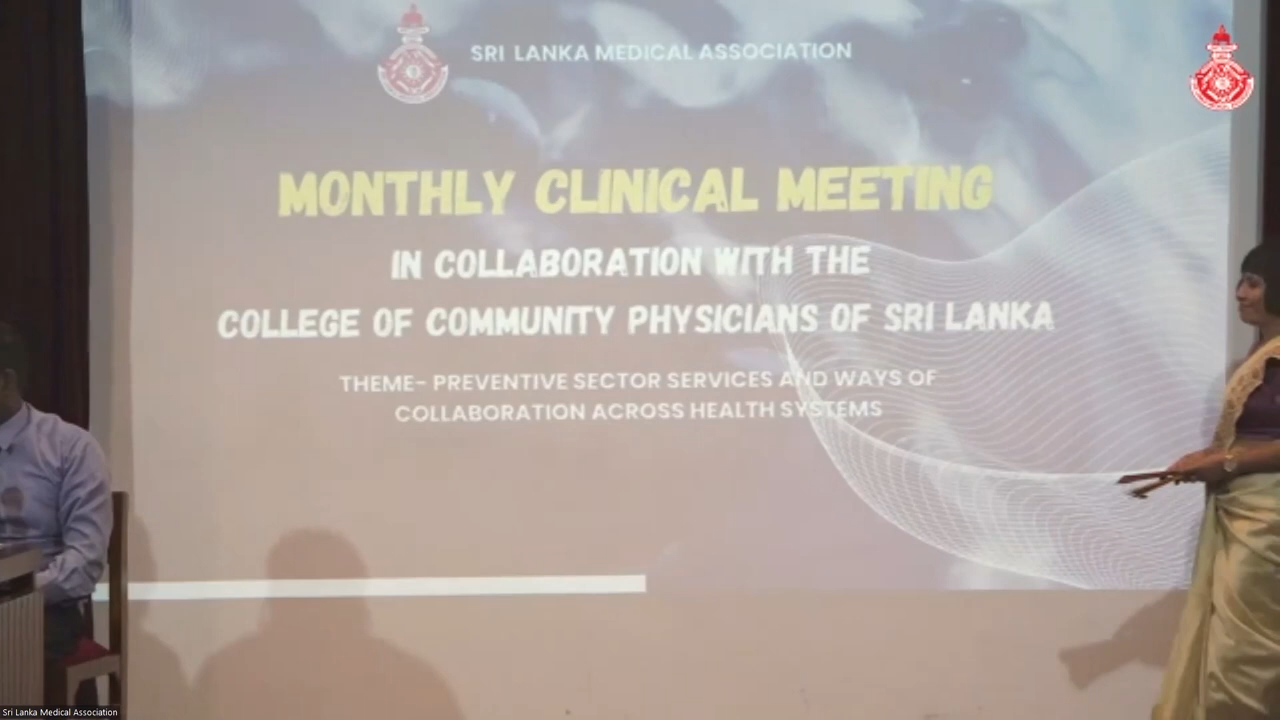 SRI LANKA MEDICAL ASSOCIATION
MONTHLY CLINICAL MEETING
IN COLLABORATION WITH THE
COLLEGE OF COMMUNITY PHYSICIANS OF SRI LANKA
THEME- PREVENTIVE SECTOR SERVICES AND WAYS OF
COLLABORATION ACROSS HEALTH SYSTEMS
Sri Lanka Medical Association